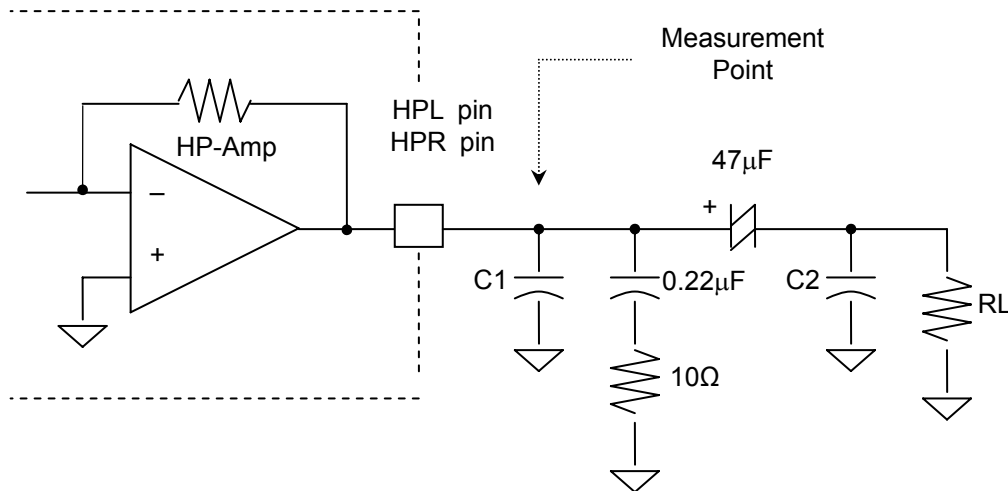 Measurement
Point
HPL pin
HPR pin
HP-Amp
47μF
−
+
+
C1
0.22μF
C2
RL
10Ω